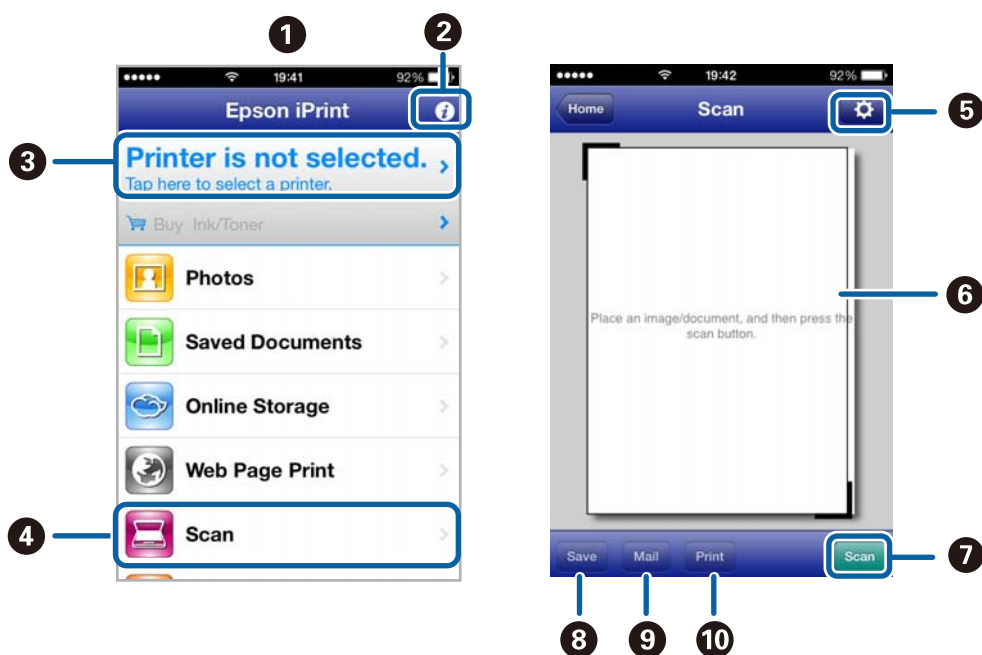 1
2
19:41
92%
Epson iPrint
3
Printer is not selected.
Tap here to select a printer.
Buy Ink/Toner
Photos
Saved Documents
Online Storage
Web Page Print
4
Scan
19:42
92%
Home
Scan
5
6
Place an image/document, and then press the
scan button.
Save
Mail
Print
Scan
7
8
9
10